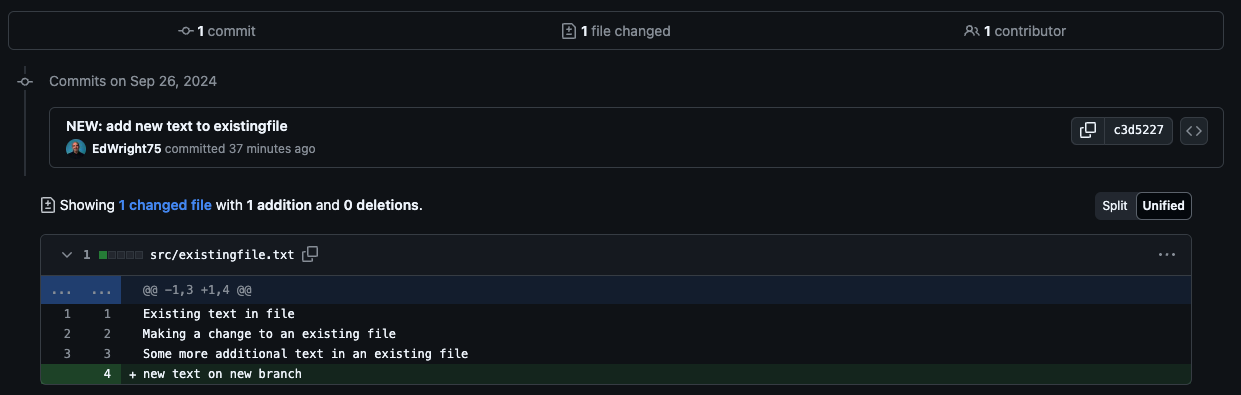 1 commit
1 file changed
1 contributor
Commits on Sep 26, 2024
NEW: add new text to existingfile
EdWright75 committed 37 minutes ago
c3d5227
Showing 1 changed file with 1 addition and 0 deletions.
Split Unified
1 src/existingfile.txt
... ... @@ -1,3 +1,4 @@
1 1 Existing text in file
2 2 Making a change to an existing file
3 3 Some more additional text in an existing file
4 + new text on new branch